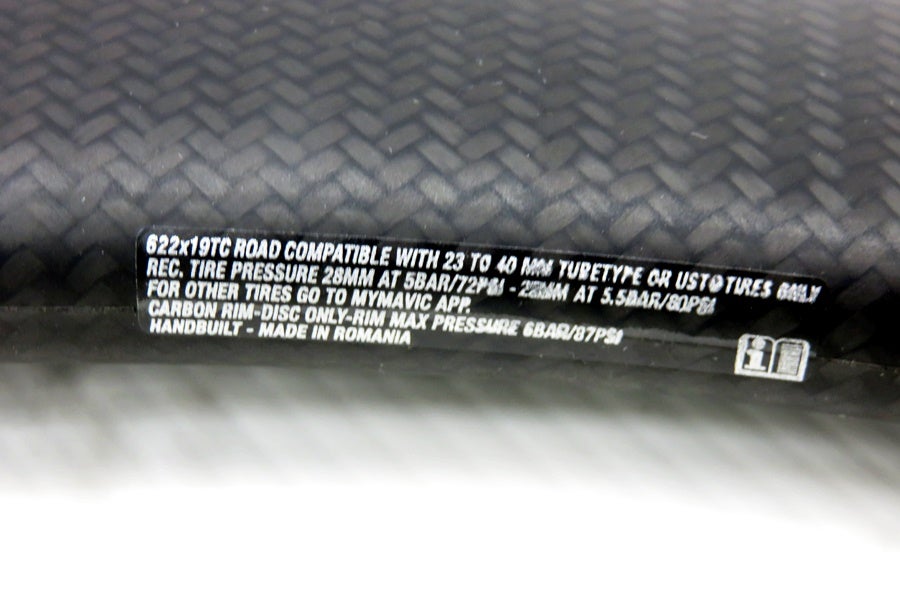 622x19TC ROAD COMPATIBLE WITH 23 TO 40 MM TUBETYPE OR UST TIRES ONLY
REC. TIRE PRESSURE 28MM AT 5BAR/72PSI - 25MM AT 5.5BAR/80PSI
FOR OTHER TIRES GO TO MYMAVIC APP.
CARBON RIM-DISC ONLY-RIM MAX PRESSURE 6BAR/87PSI
HANDBUILT - MADE IN ROMANIA